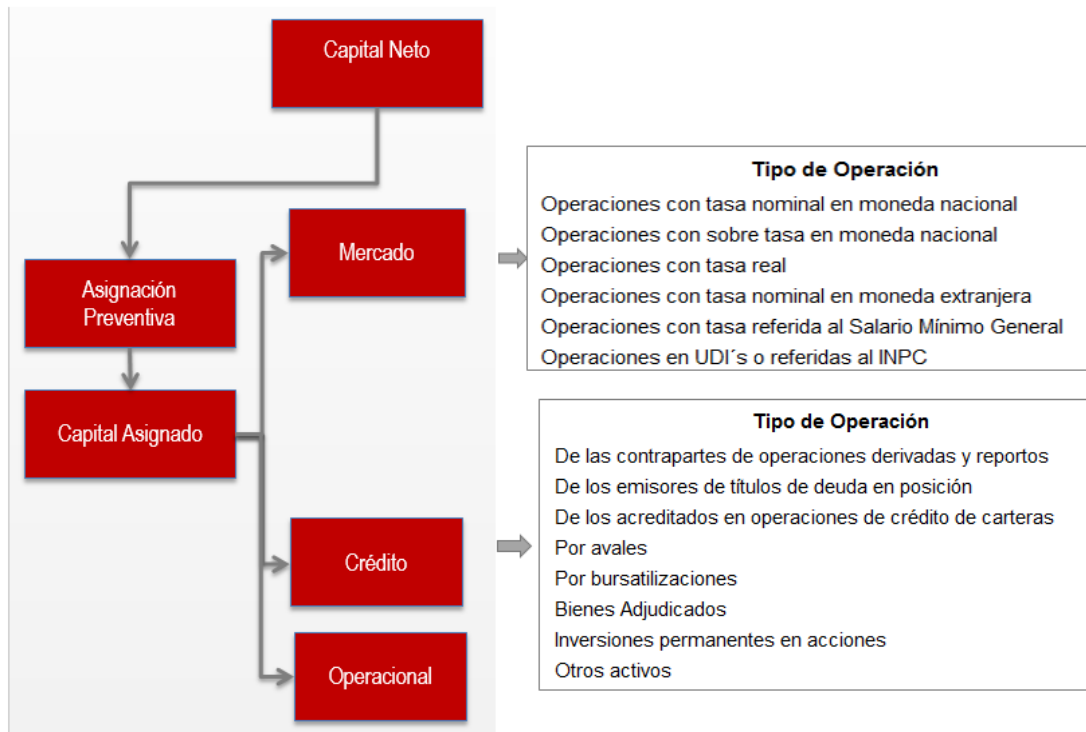 Capital Neto
Asignación
Preventiva
Capital Asignado
Mercado
Crédito
Operacional
Tipo de Operación
Operaciones con tasa nominal en moneda nacional
Operaciones con sobre tasa en moneda nacional
Operaciones con tasa real
Operaciones con tasa nominal en moneda extranjera
Operaciones con tasa referida al Salario Mínimo General
Operaciones en UDI´s o referidas al INPC
Tipo de Operación
De las contrapartes de operaciones derivadas y reportos
De los emisores de títulos de deuda en posición
De los acreditados en operaciones de crédito de carteras
Por avales
Por bursatilizaciones
Bienes Adjudicados
Inversiones permanentes en acciones
Otros activos